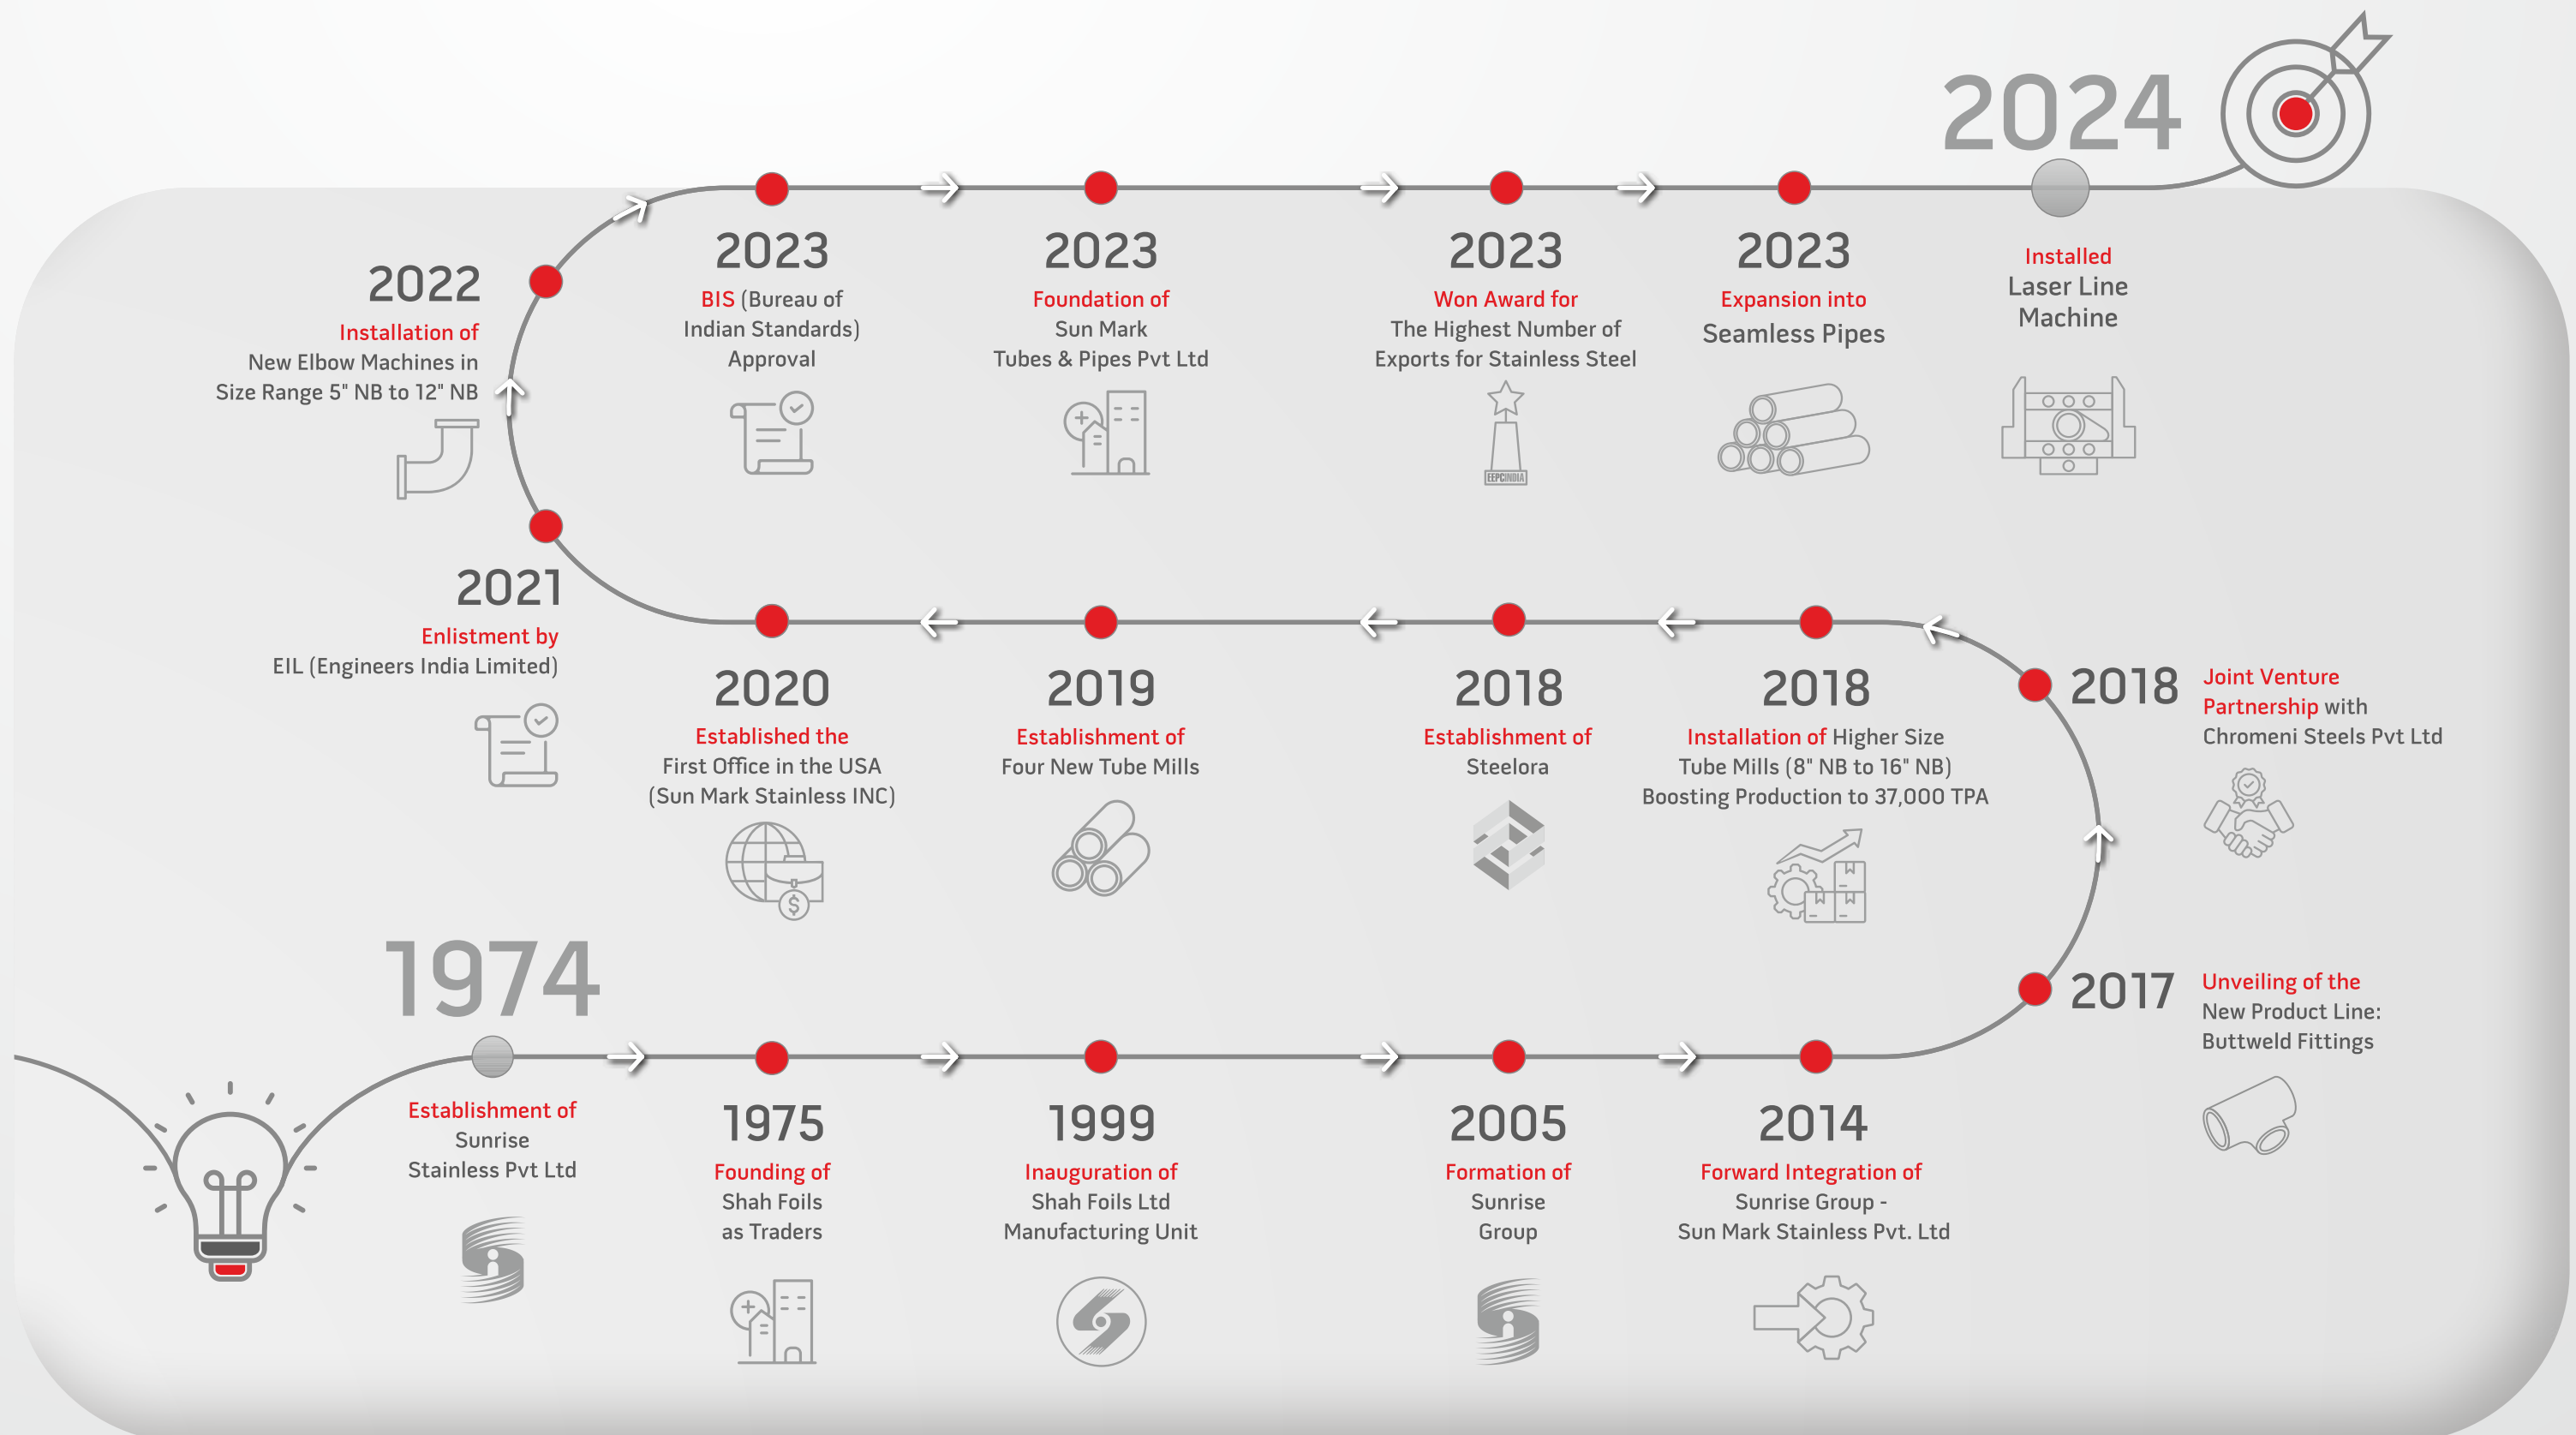 2024
Installed
Laser Line
Machine
2023
Expansion into
Seamless Pipes
2023
Won Award for
The Highest Number of
Exports for Stainless Steel
EEPCINDIA
2023
Foundation of
Sun Mark
Tubes & Pipes Pvt Ltd
2023
BIS (Bureau of
Indian Standards)
Approval
2022
Installation of
New Elbow Machines in
Size Range 5" NB to 12" NB
2021
Enlistment by
EIL (Engineers India Limited)
2020
Established the
First Office in the USA
(Sun Mark Stainless INC)
$
2019
Establishment of
Four New Tube Mills
2018
Establishment of
Steelora
2018
Installation of Higher Size
Tube Mills (8" NB to 16" NB)
Boosting Production to 37,000 TPA
2018
Joint Venture
Partnership with
Chromeni Steels Pvt Ltd
2017
Unveiling of the
New Product Line:
Buttweld Fittings
1974
Establishment of
Sunrise
Stainless Pvt Ltd
1975
Founding of
Shah Foils
as Traders
1999
Inauguration of
Shah Foils Ltd
Manufacturing Unit
2005
Formation of
Sunrise
Group
2014
Forward Integration of
Sunrise Group -
Sun Mark Stainless Pvt. Ltd